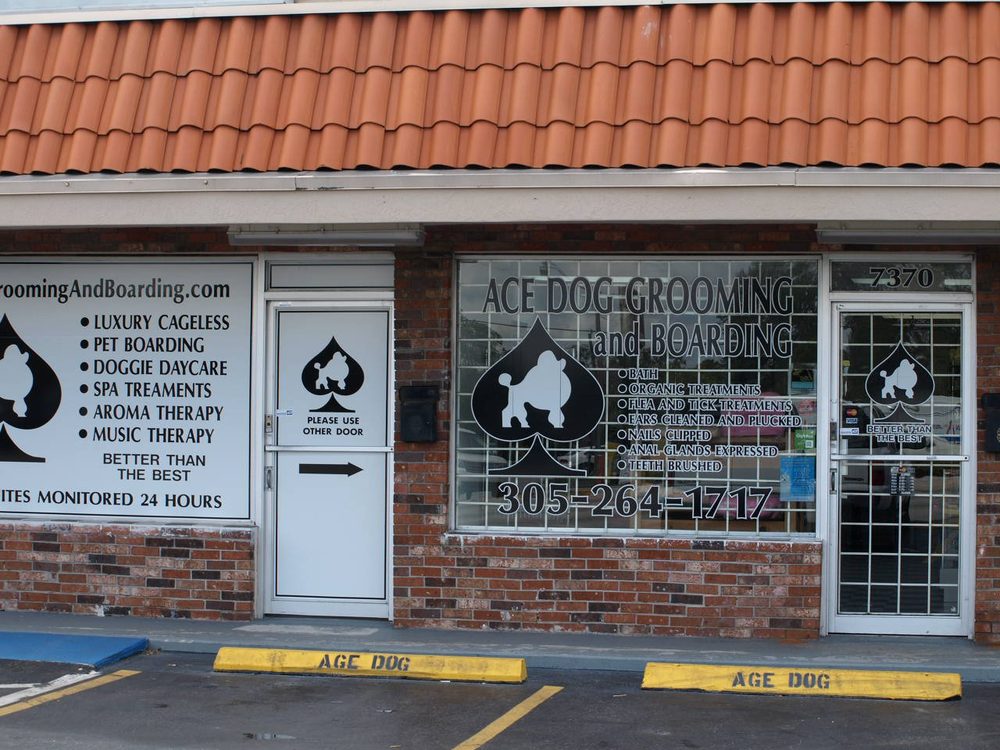 roomingAndBoarding.com
• LUXURY CAGELESS
• PET BOARDING
• DOGGIE DAYCARE
• SPA TREAMENTS
• AROMA THERAPY
• MUSIC THERAPY
BETTER THAN
THE BEST
ITES MONITORED 24 HOURS
PLEASE USE
OTHER DOOR
ACE DOG GROOMING
and BOARDING
• BATH
• ORGANIC TREATMENTS
• FLEA AND TICK TREATMENTS
• EARS CLEANED AND PLUCKED
• NAILS CLIPPED
• ANAL GLANDS EXPRESSED
• TEETH BRUSHED
305-264-1717
7370
BETTER THAN
THE BEST
AGE DOG
AGE DOG